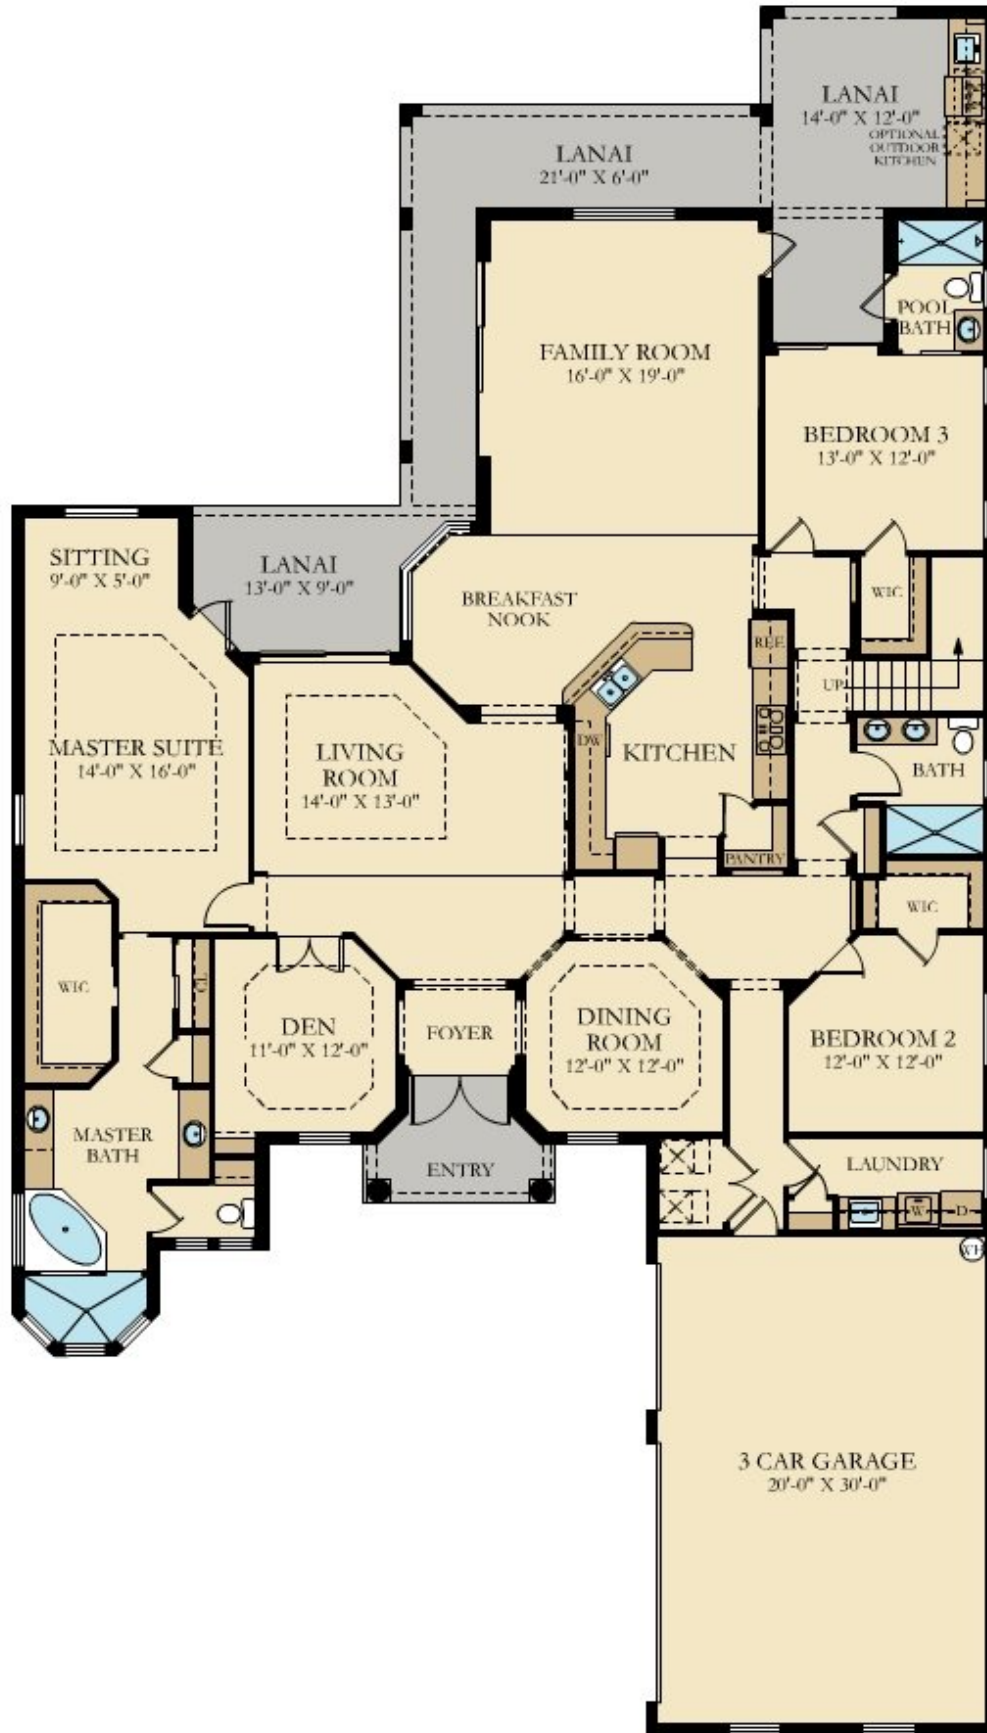 LANAI
14'-0" X 12'-0"
OPTIONAL
OUTDOOR
KITCHEN
LANAI
21'-0" X 6'-0"
POOL
BATH
FAMILY ROOM
16'-0" X 19'-0"
BEDROOM 3
13'-0" X 12'-0"
SITTING
9'-0" X 5'-0"
LANAI
13'-0" X 9'-0"
BREAKFAST
NOOK
WIC
REF.
UP
MASTER SUITE
14'-0" X 16'-0"
LIVING
ROOM
14'-0" X 13'-0"
DW
KITCHEN
BATH
PANTRY
WIC
WIC
CL
DEN
11'-0" X 12'-0"
FOYER
DINING
ROOM
12'-0" X 12'-0"
BEDROOM 2
12'-0" X 12'-0"
MASTER
BATH
ENTRY
LAUNDRY
W
D
WH
3 CAR GARAGE
20'-0" X 30'-0"